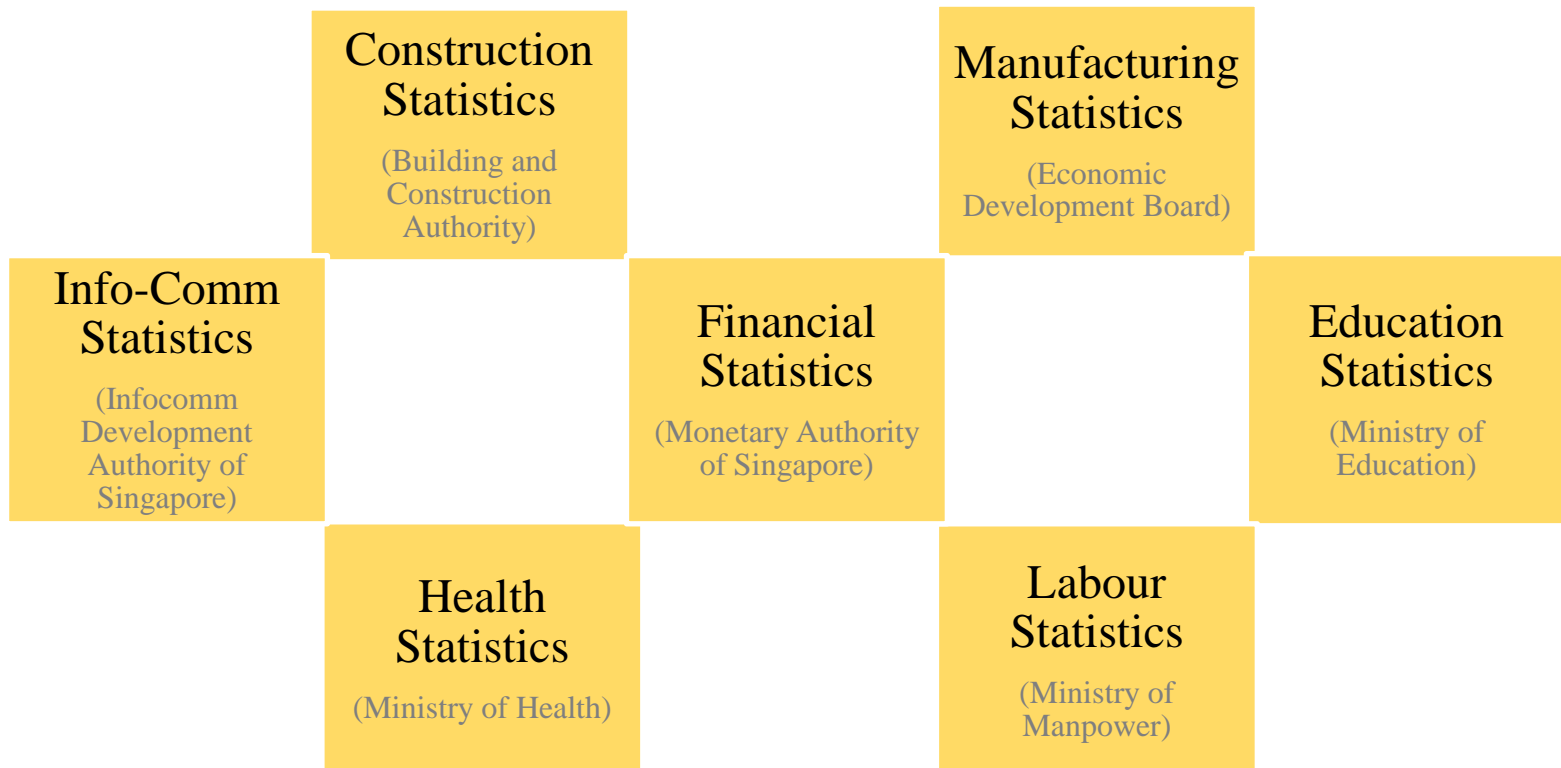 Construction
Statistics
(Building and
Construction
Authority)
Manufacturing
Statistics
(Economic
Development Board)
Info-Comm
Statistics
(Infocomm
Development
Authority of
Singapore)
Financial
Statistics
(Monetary Authority
of Singapore)
Education
Statistics
(Ministry of
Education)
Health
Statistics
(Ministry of Health)
Labour
Statistics
(Ministry of
Manpower)